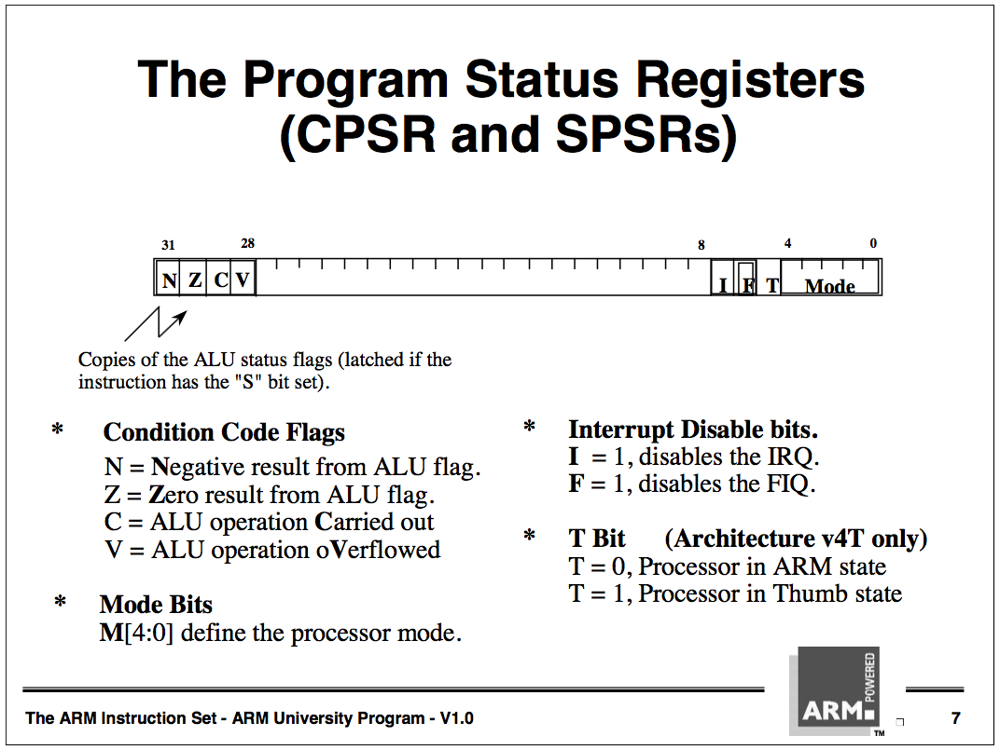 The Program Status Registers
(CPSR and SPSRs)
31 28 8 4 0
N Z C V I F T Mode
Copies of the ALU status flags (latched if the
instruction has the "S" bit set).
* Condition Code Flags
N = Negative result from ALU flag.
Z = Zero result from ALU flag.
C = ALU operation Carried out
V = ALU operation oVerflowed
* Mode Bits
M[4:0] define the processor mode.
* Interrupt Disable bits.
I = 1, disables the IRQ.
F = 1, disables the FIQ.
* T Bit (Architecture v4T only)
T = 0, Processor in ARM state
T = 1, Processor in Thumb state
The ARM Instruction Set - ARM University Program - V1.0
ARM POWERED
TM
7